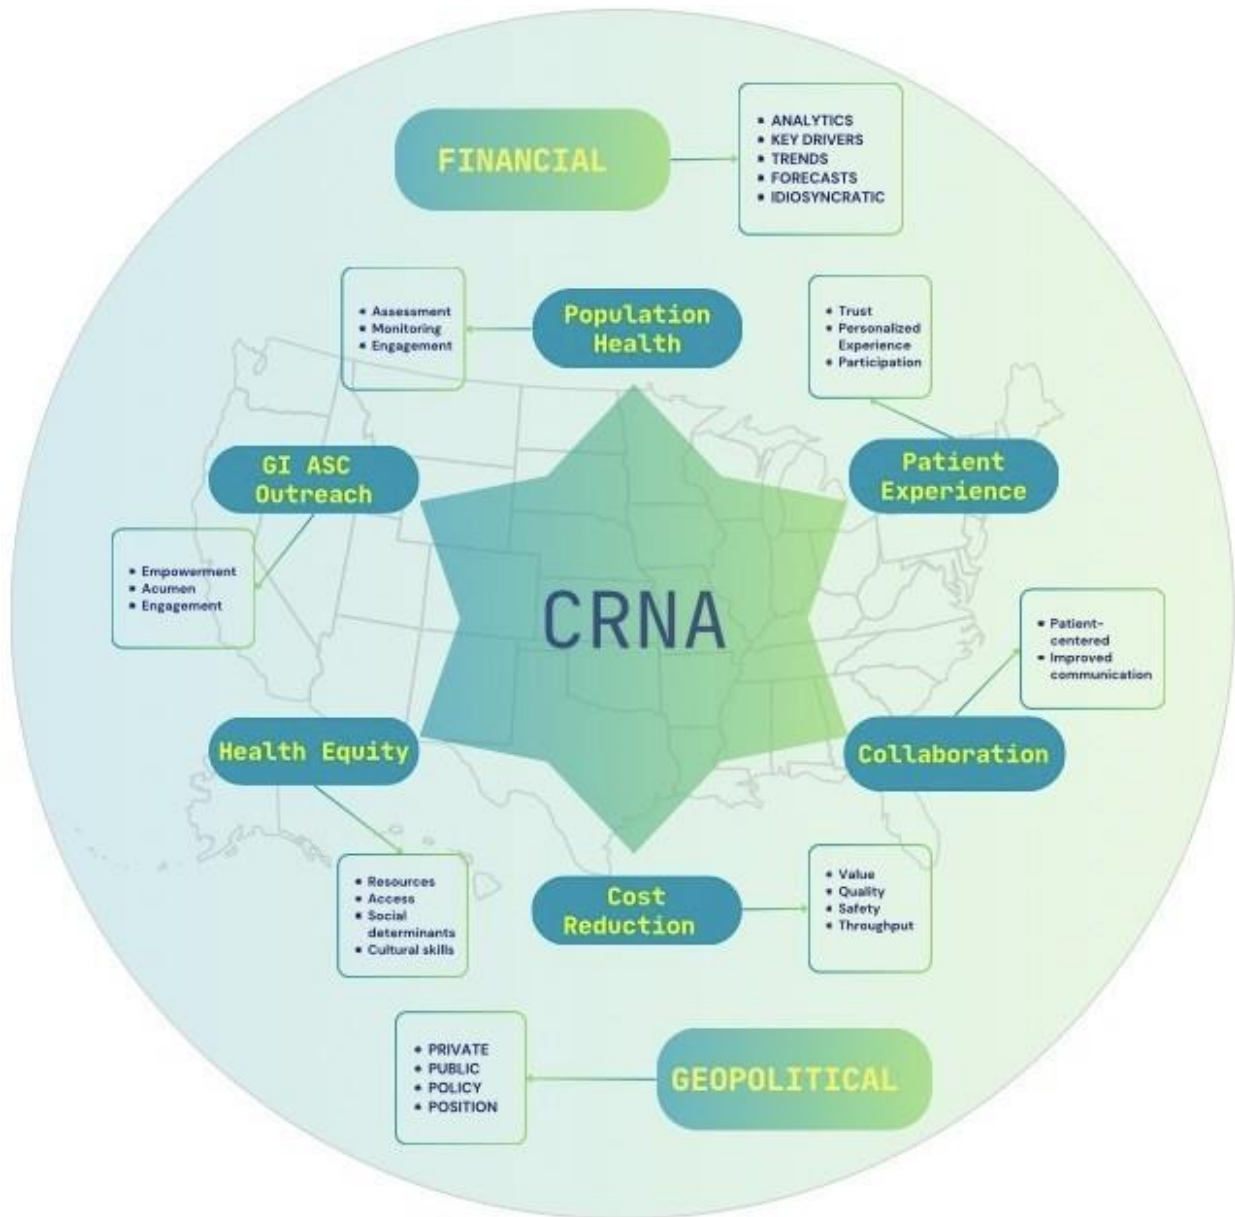 FINANCIAL
• ANALYTICS
• KEY DRIVERS
• TRENDS
• FORECASTS
• IDIOSYNCRATIC
• Assessment
• Monitoring
• Engagement
Population
Health
• Trust
• Personalized
Experience
• Participation
GI ASC
Outreach
Patient
Experience
• Empowerment
• Acumen
• Engagement
CRNA
• Patient-
centered
• Improved
communication
Health Equity
Collaboration
• Resources
• Access
• Social
determinants
• Cultural skills
Cost
Reduction
• Value
• Quality
• Safety
• Throughput
• PRIVATE
• PUBLIC
• POLICY
• POSITION
GEOPOLITICAL